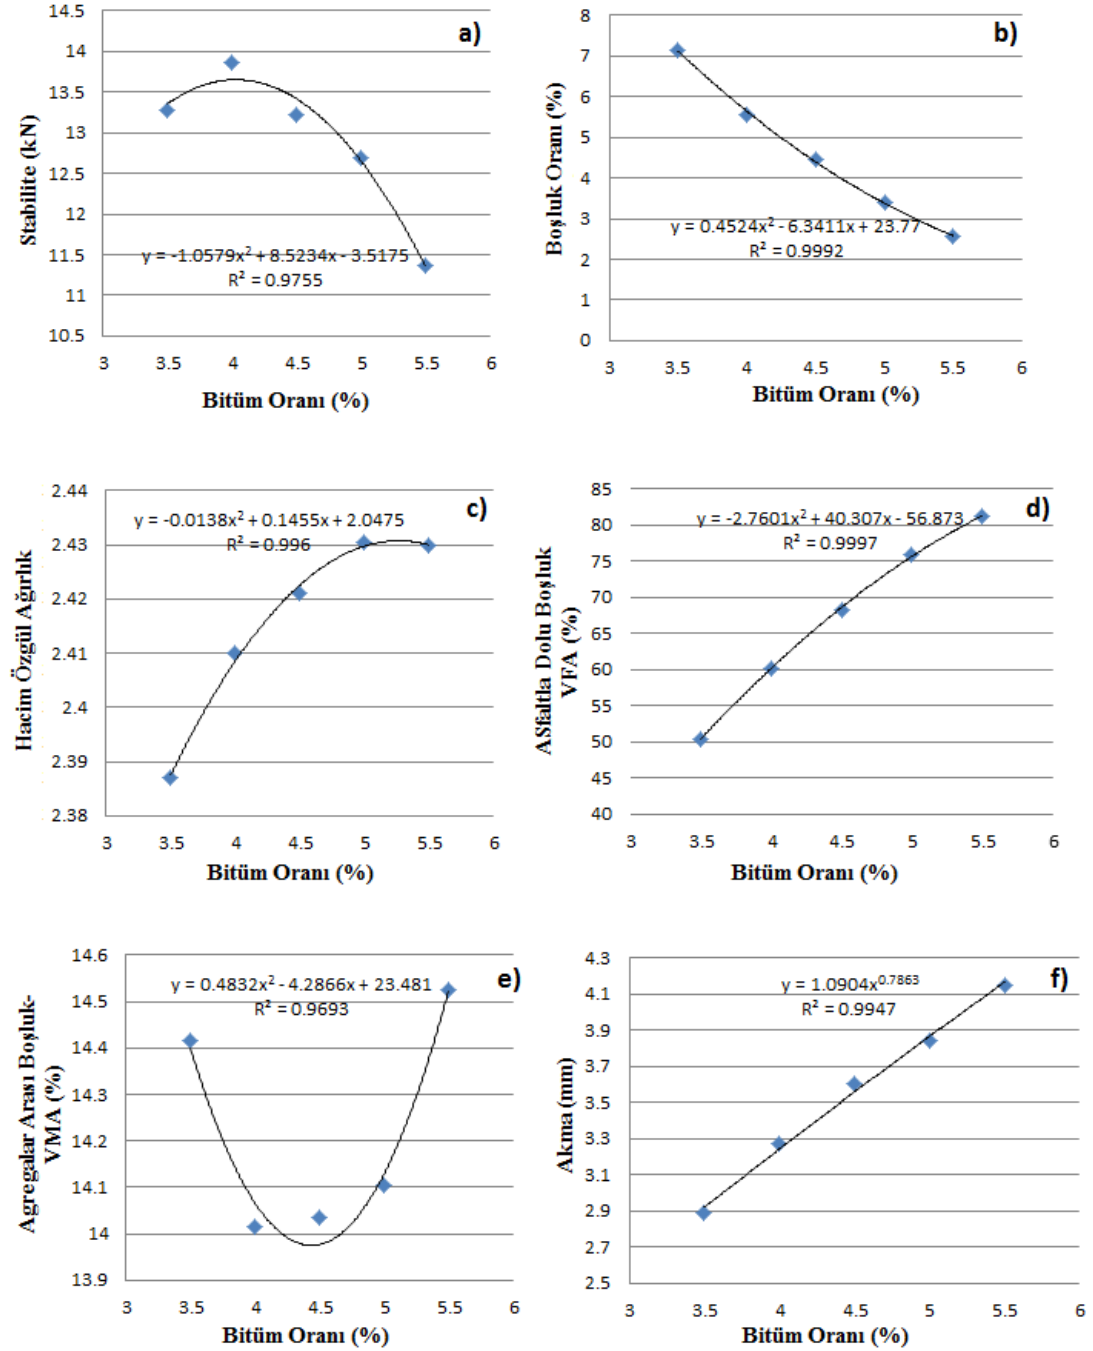 a)
14.5
14
13.5
13
12.5
12
11.5
11
10.5
Stabilite (kN)
y = -1.0579x² + 8.5234x - 3.5175
R² = 0.9755
3 3.5 4 4.5 5 5.5 6
Bitüm Oranı (%)
b)
8
7
6
5
4
3
2
1
0
Boşluk Oranı (%)
y = 0.4524x² - 6.3411x + 23.77
R² = 0.9992
3 3.5 4 4.5 5 5.5 6
Bitüm Oranı (%)
c)
2.44
2.43
2.42
2.41
2.4
2.39
2.38
Hacim Özgül Ağırlık
y = -0.0138x² + 0.1455x + 2.0475
R² = 0.996
3 3.5 4 4.5 5 5.5 6
Bitüm Oranı (%)
d)
85
80
75
70
65
60
55
50
45
40
ASfaltla Dolu Boşluk
VFA (%)
y = -2.7601x² + 40.307x - 56.873
R² = 0.9997
3 3.5 4 4.5 5 5.5 6
Bitüm Oranı (%)
e)
14.6
14.5
14.4
14.3
14.2
14.1
14
13.9
Agregalar Arası Boşluk-
VMA (%)
y = 0.4832x² - 4.2866x + 23.481
R² = 0.9693
3 3.5 4 4.5 5 5.5 6
Bitüm Oranı (%)
f)
4.3
4.1
3.9
3.7
3.5
3.3
3.1
2.9
2.7
2.5
Akma (mm)
y = 1.0904x⁰·⁷⁸⁶³
R² = 0.9947
3 3.5 4 4.5 5 5.5 6
Bitüm Oranı (%)